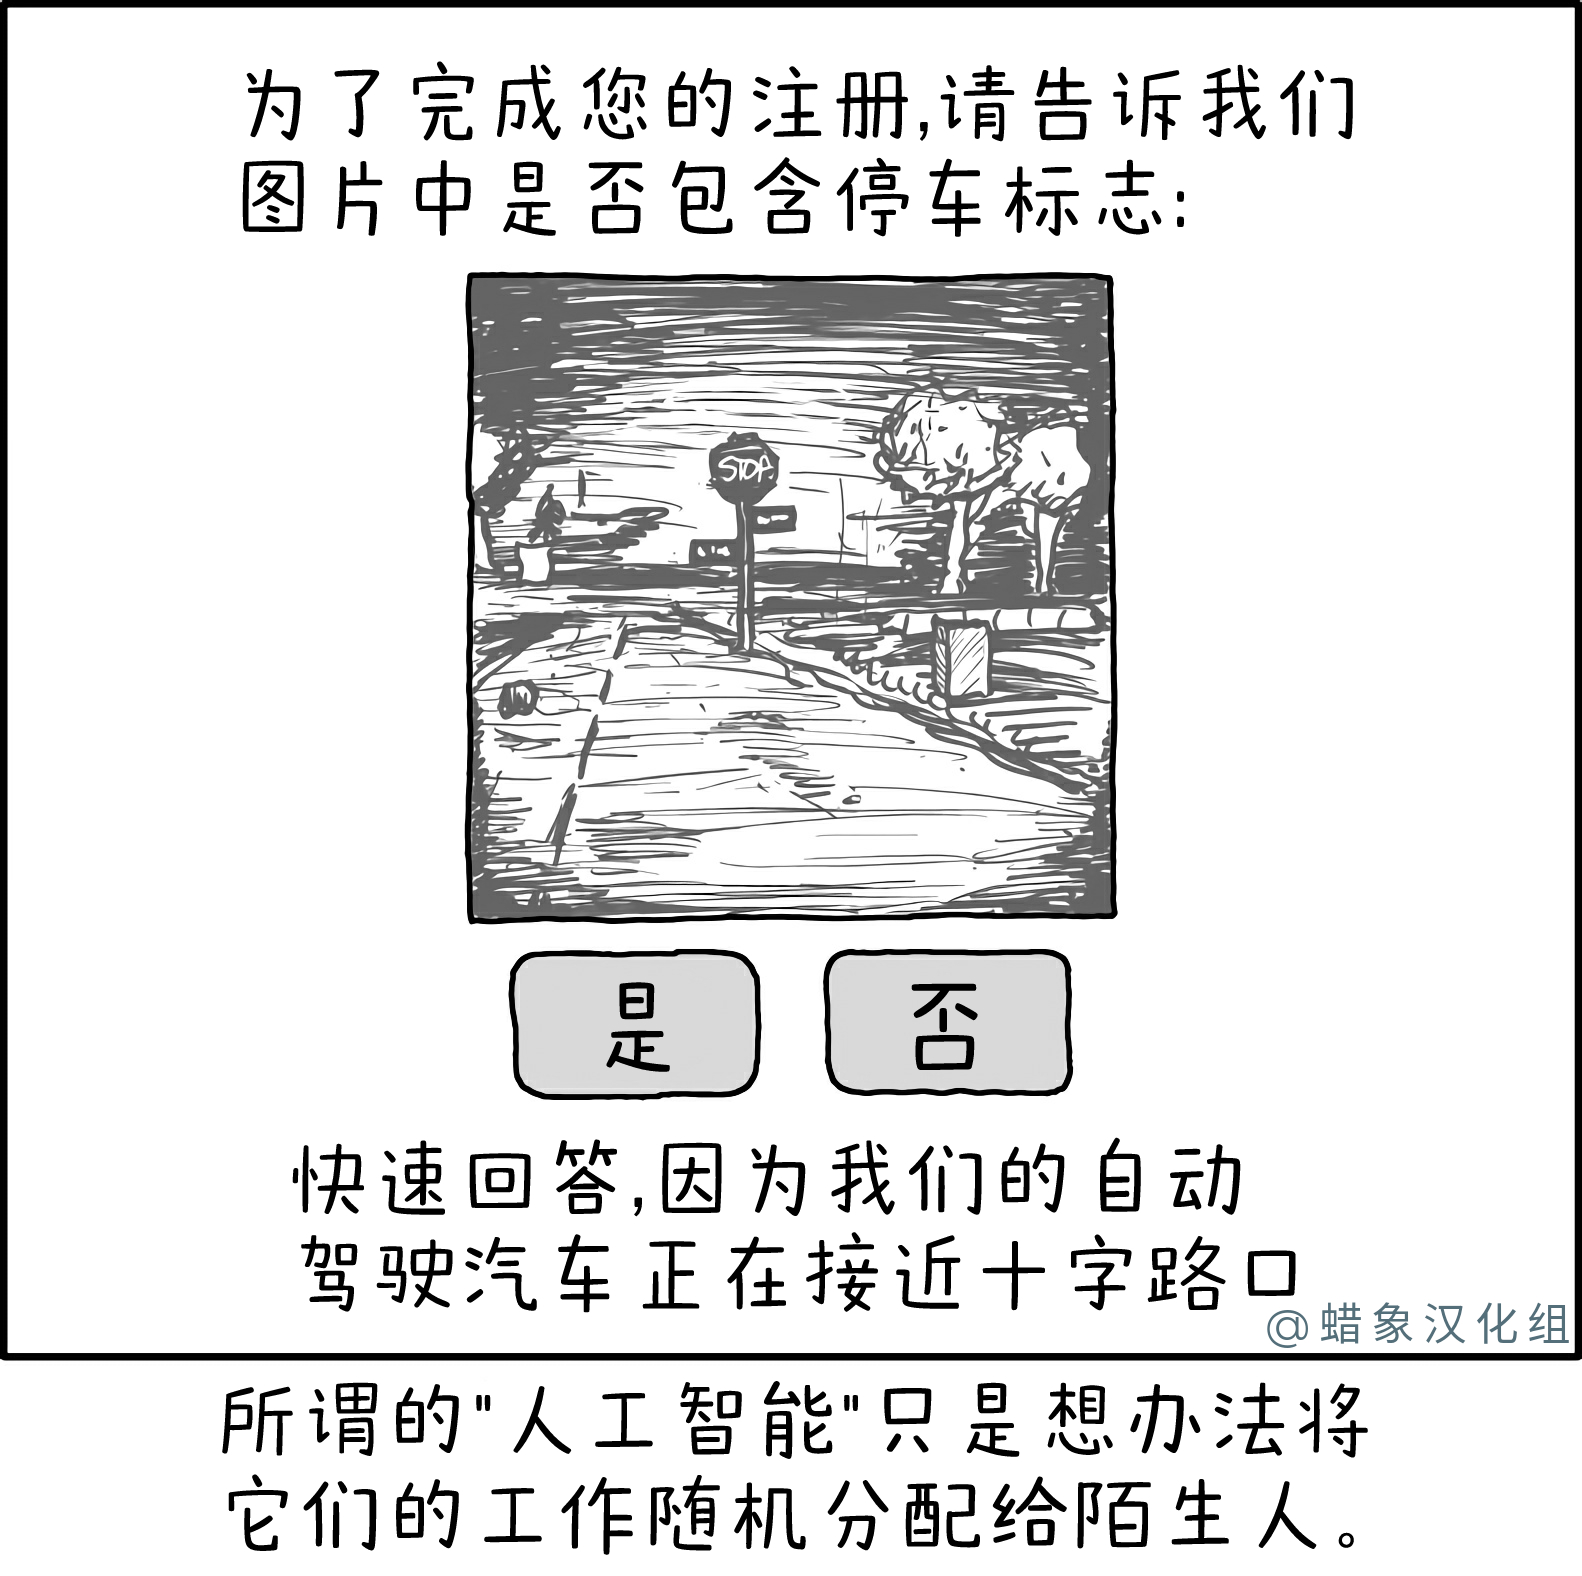 为了完成您的注册,请告诉我们
图片中是否包含停车标志:
STOP
是
否
快速回答,因为我们的自动
驾驶汽车正在接近十字路口
@蜡象汉化组
所谓的"人工智能"只是想办法将
它们的工作随机分配给陌生人。